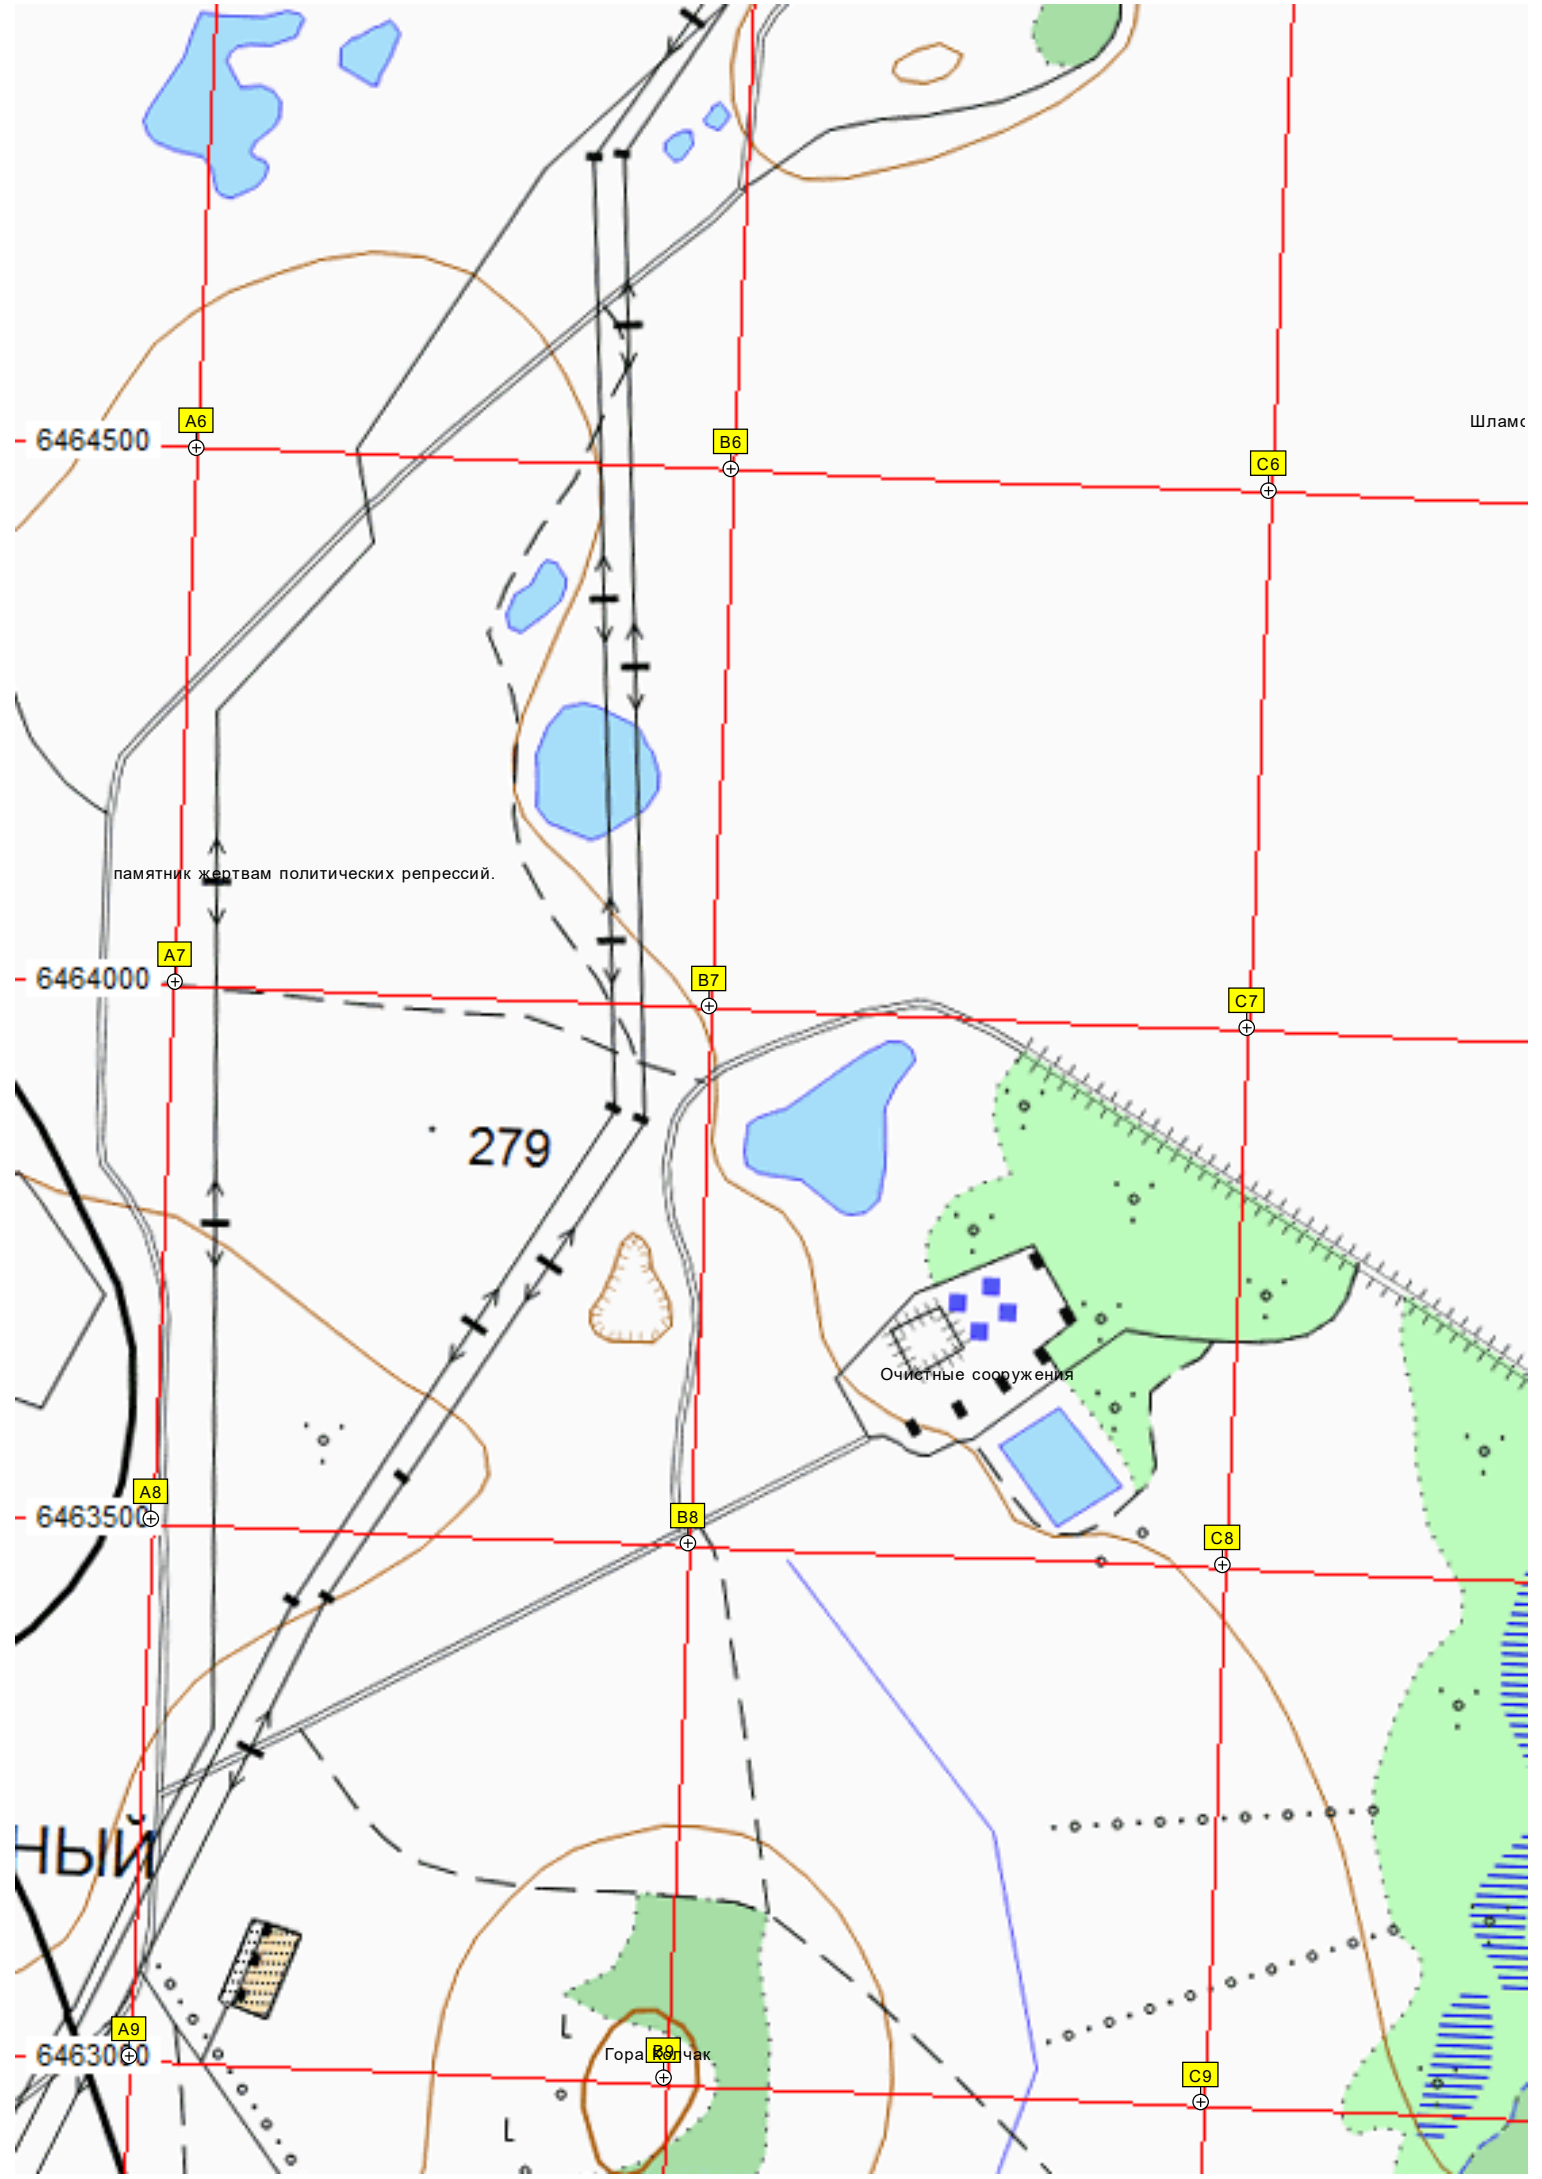 A6
6464500
B6
C6
памятник жертвам политических репрессий.
A7
6464000
B7
C7
279
Очистные сооружения
A8
6463500
B8
C8
НЫЙ
L
A9
6463000
B9
Гора Колчак
C9
L